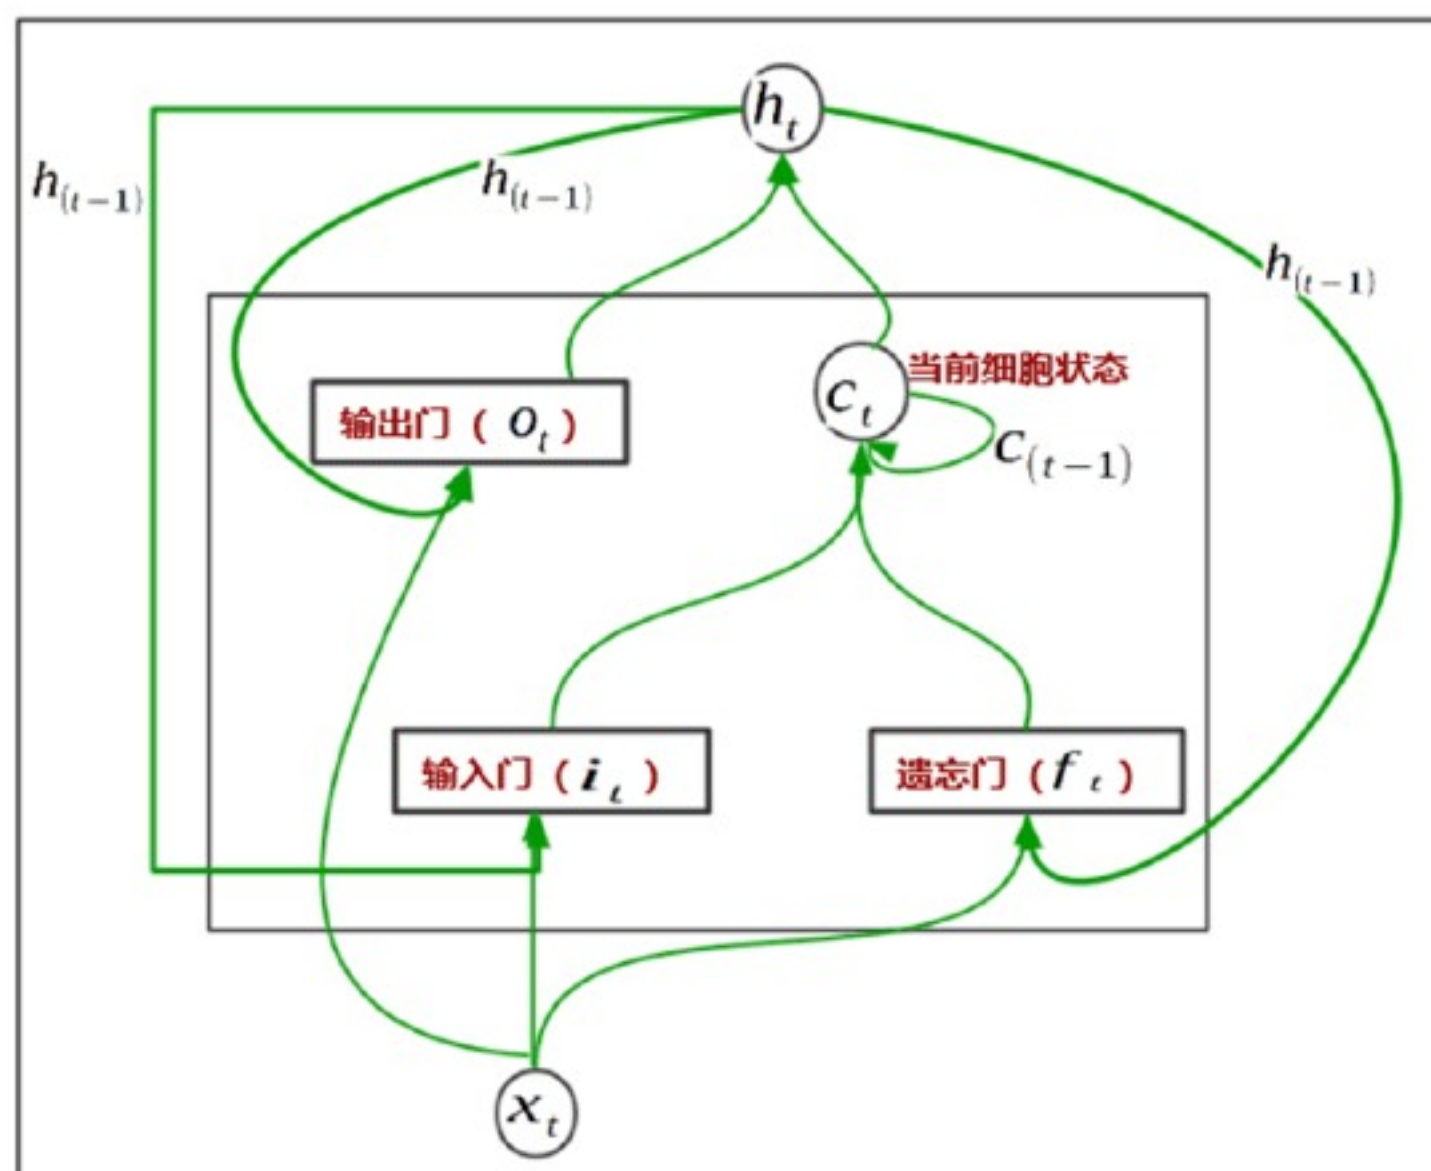 h_t
h_(t-1)
h_(t-1)
h_(t-1)
当前细胞状态
C_t
输出门（ O_t ）
C_(t-1)
输入门（ i_t ）
遗忘门（ f_t ）
x_t